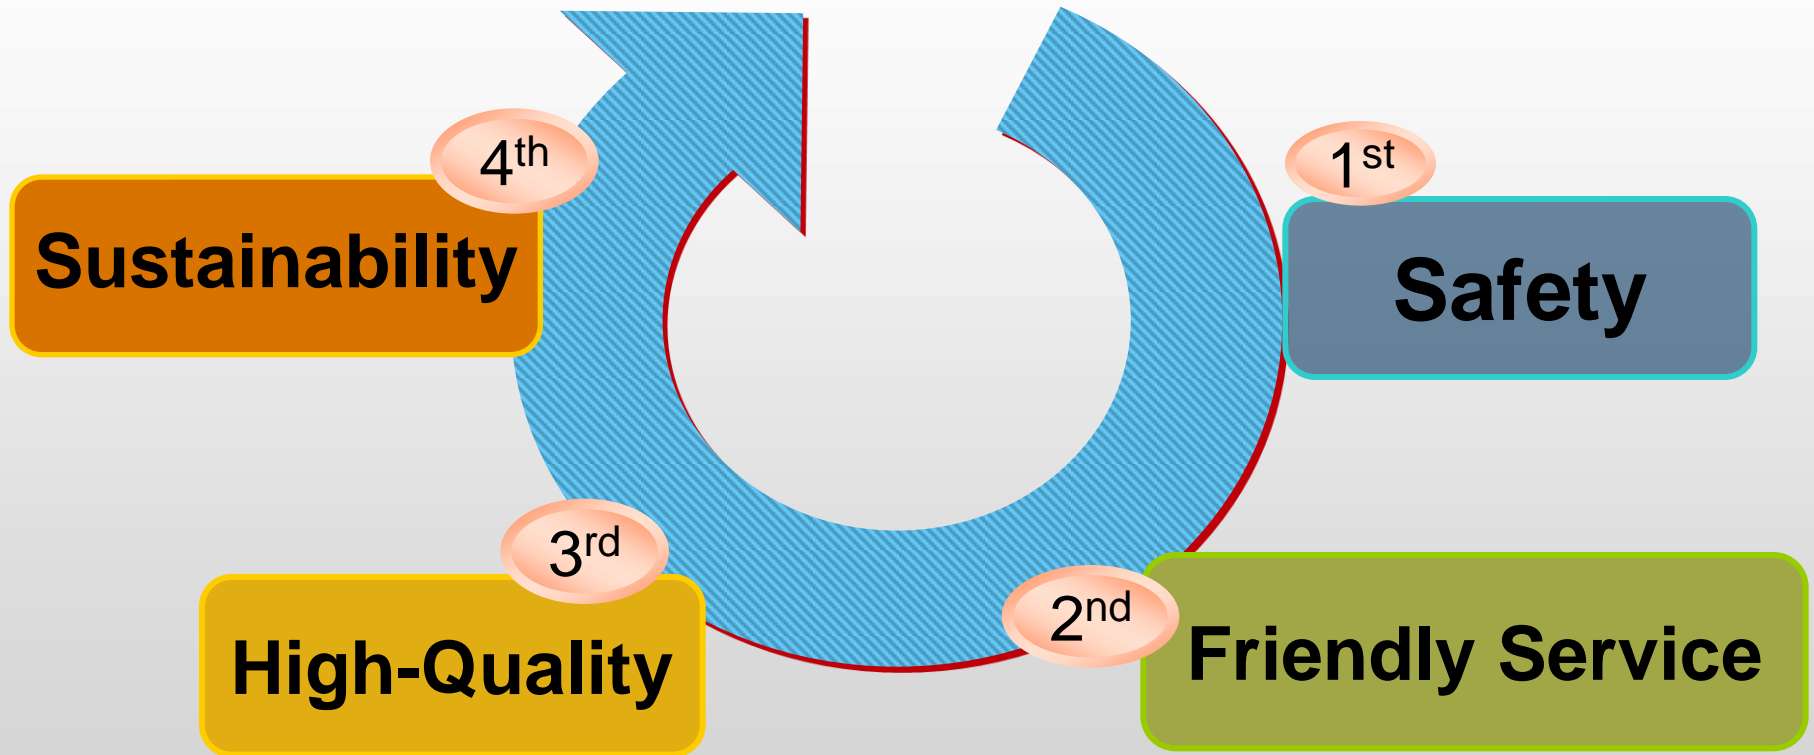 4th
Sustainability
1st
Safety
3rd
High-Quality
2nd
Friendly Service